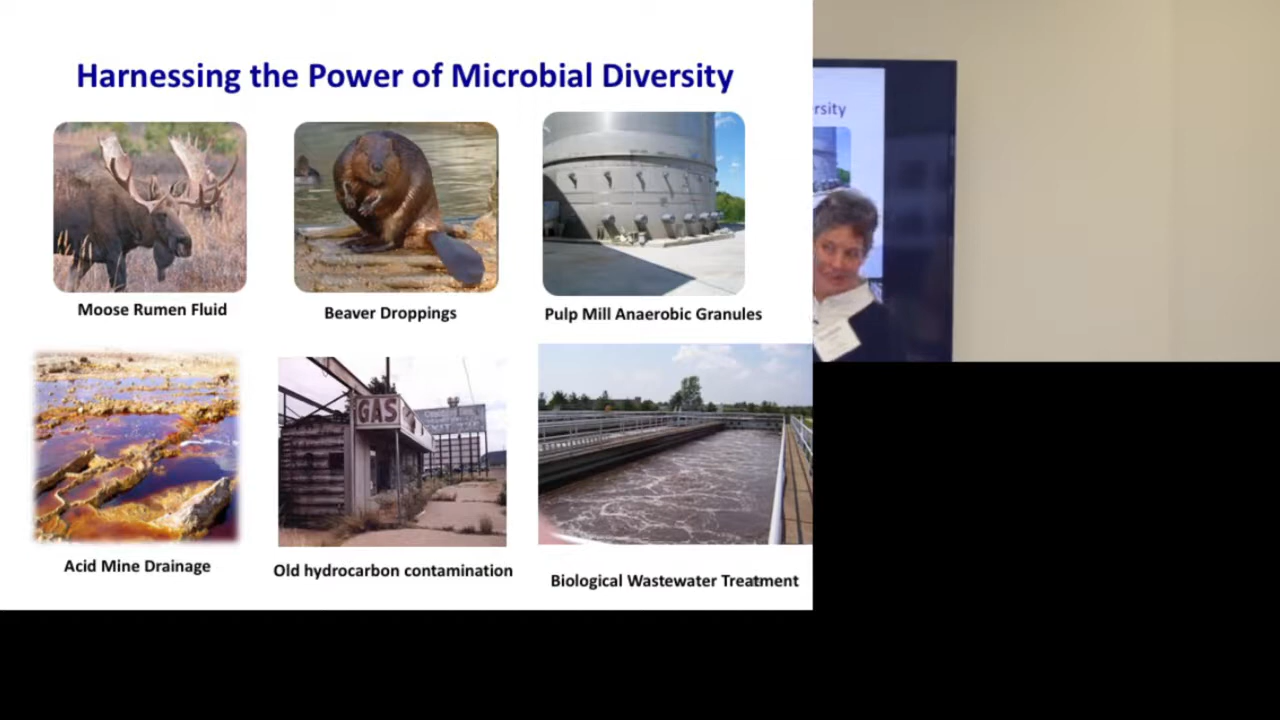 Harnessing the Power of Microbial Diversity
Moose Rumen Fluid
Beaver Droppings
Pulp Mill Anaerobic Granules
GAS
Acid Mine Drainage
Old hydrocarbon contamination
Biological Wastewater Treatment
rsity